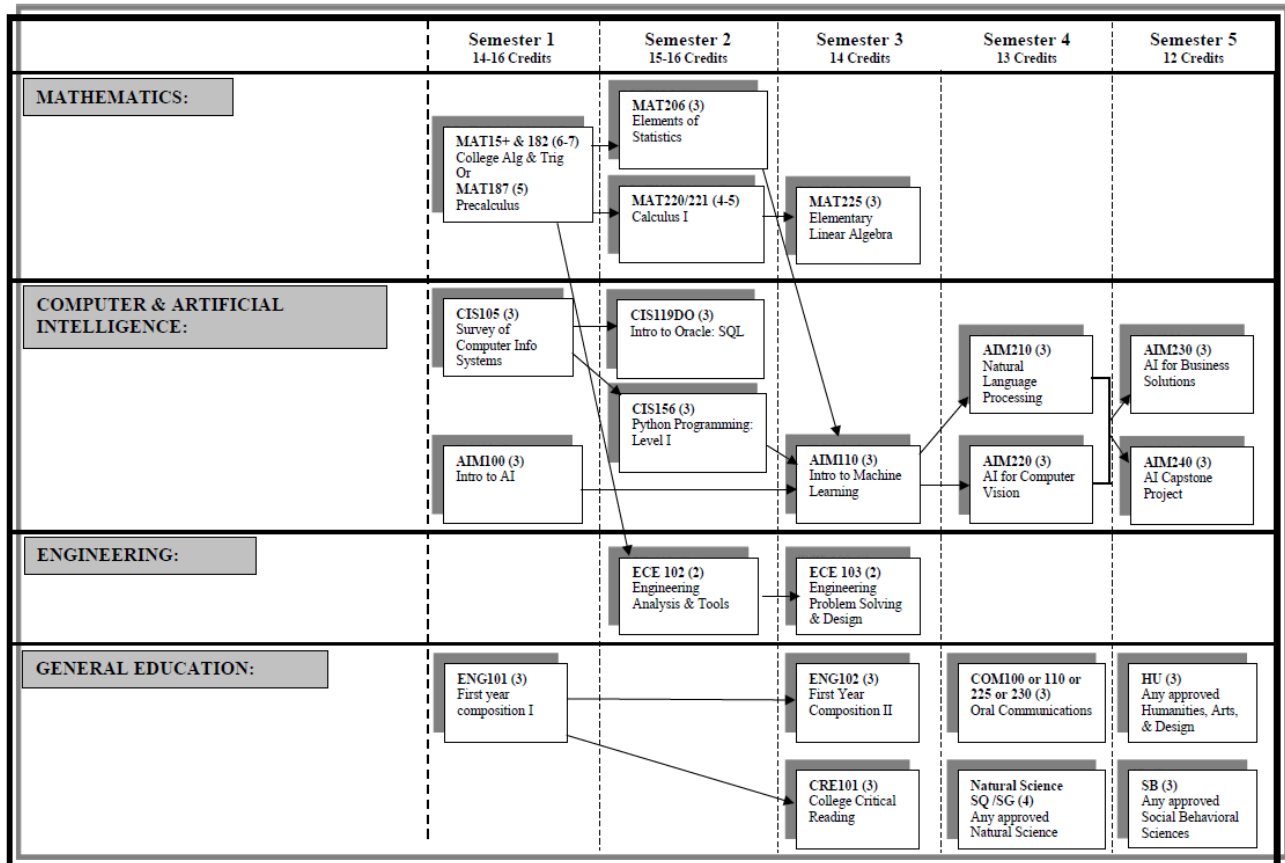 Semester 1
14-16 Credits
Semester 2
15-16 Credits
Semester 3
14 Credits
Semester 4
13 Credits
Semester 5
12 Credits
MATHEMATICS:
MAT15+ & 182 (6-7)
College Alg & Trig
Or
MAT187 (5)
Precalculus
MAT206 (3)
Elements of
Statistics
MAT220/221 (4-5)
Calculus I
MAT225 (3)
Elementary
Linear Algebra
COMPUTER & ARTIFICIAL
INTELLIGENCE:
CIS105 (3)
Survey of
Computer Info
Systems
AIM100 (3)
Intro to AI
CIS119DO (3)
Intro to Oracle: SQL
CIS156 (3)
Python Programming:
Level I
AIM110 (3)
Intro to Machine
Learning
AIM210 (3)
Natural
Language
Processing
AIM220 (3)
AI for Computer
Vision
AIM230 (3)
AI for Business
Solutions
AIM240 (3)
AI Capstone
Project
ENGINEERING:
ECE 102 (2)
Engineering
Analysis & Tools
ECE 103 (2)
Engineering
Problem Solving
& Design
GENERAL EDUCATION:
ENG101 (3)
First year
composition I
ENG102 (3)
First Year
Composition II
CRE101 (3)
College Critical
Reading
COM100 or 110 or
225 or 230 (3)
Oral Communications
Natural Science
SQ /SG (4)
Any approved
Natural Science
HU (3)
Any approved
Humanities, Arts,
& Design
SB (3)
Any approved
Social Behavioral
Sciences